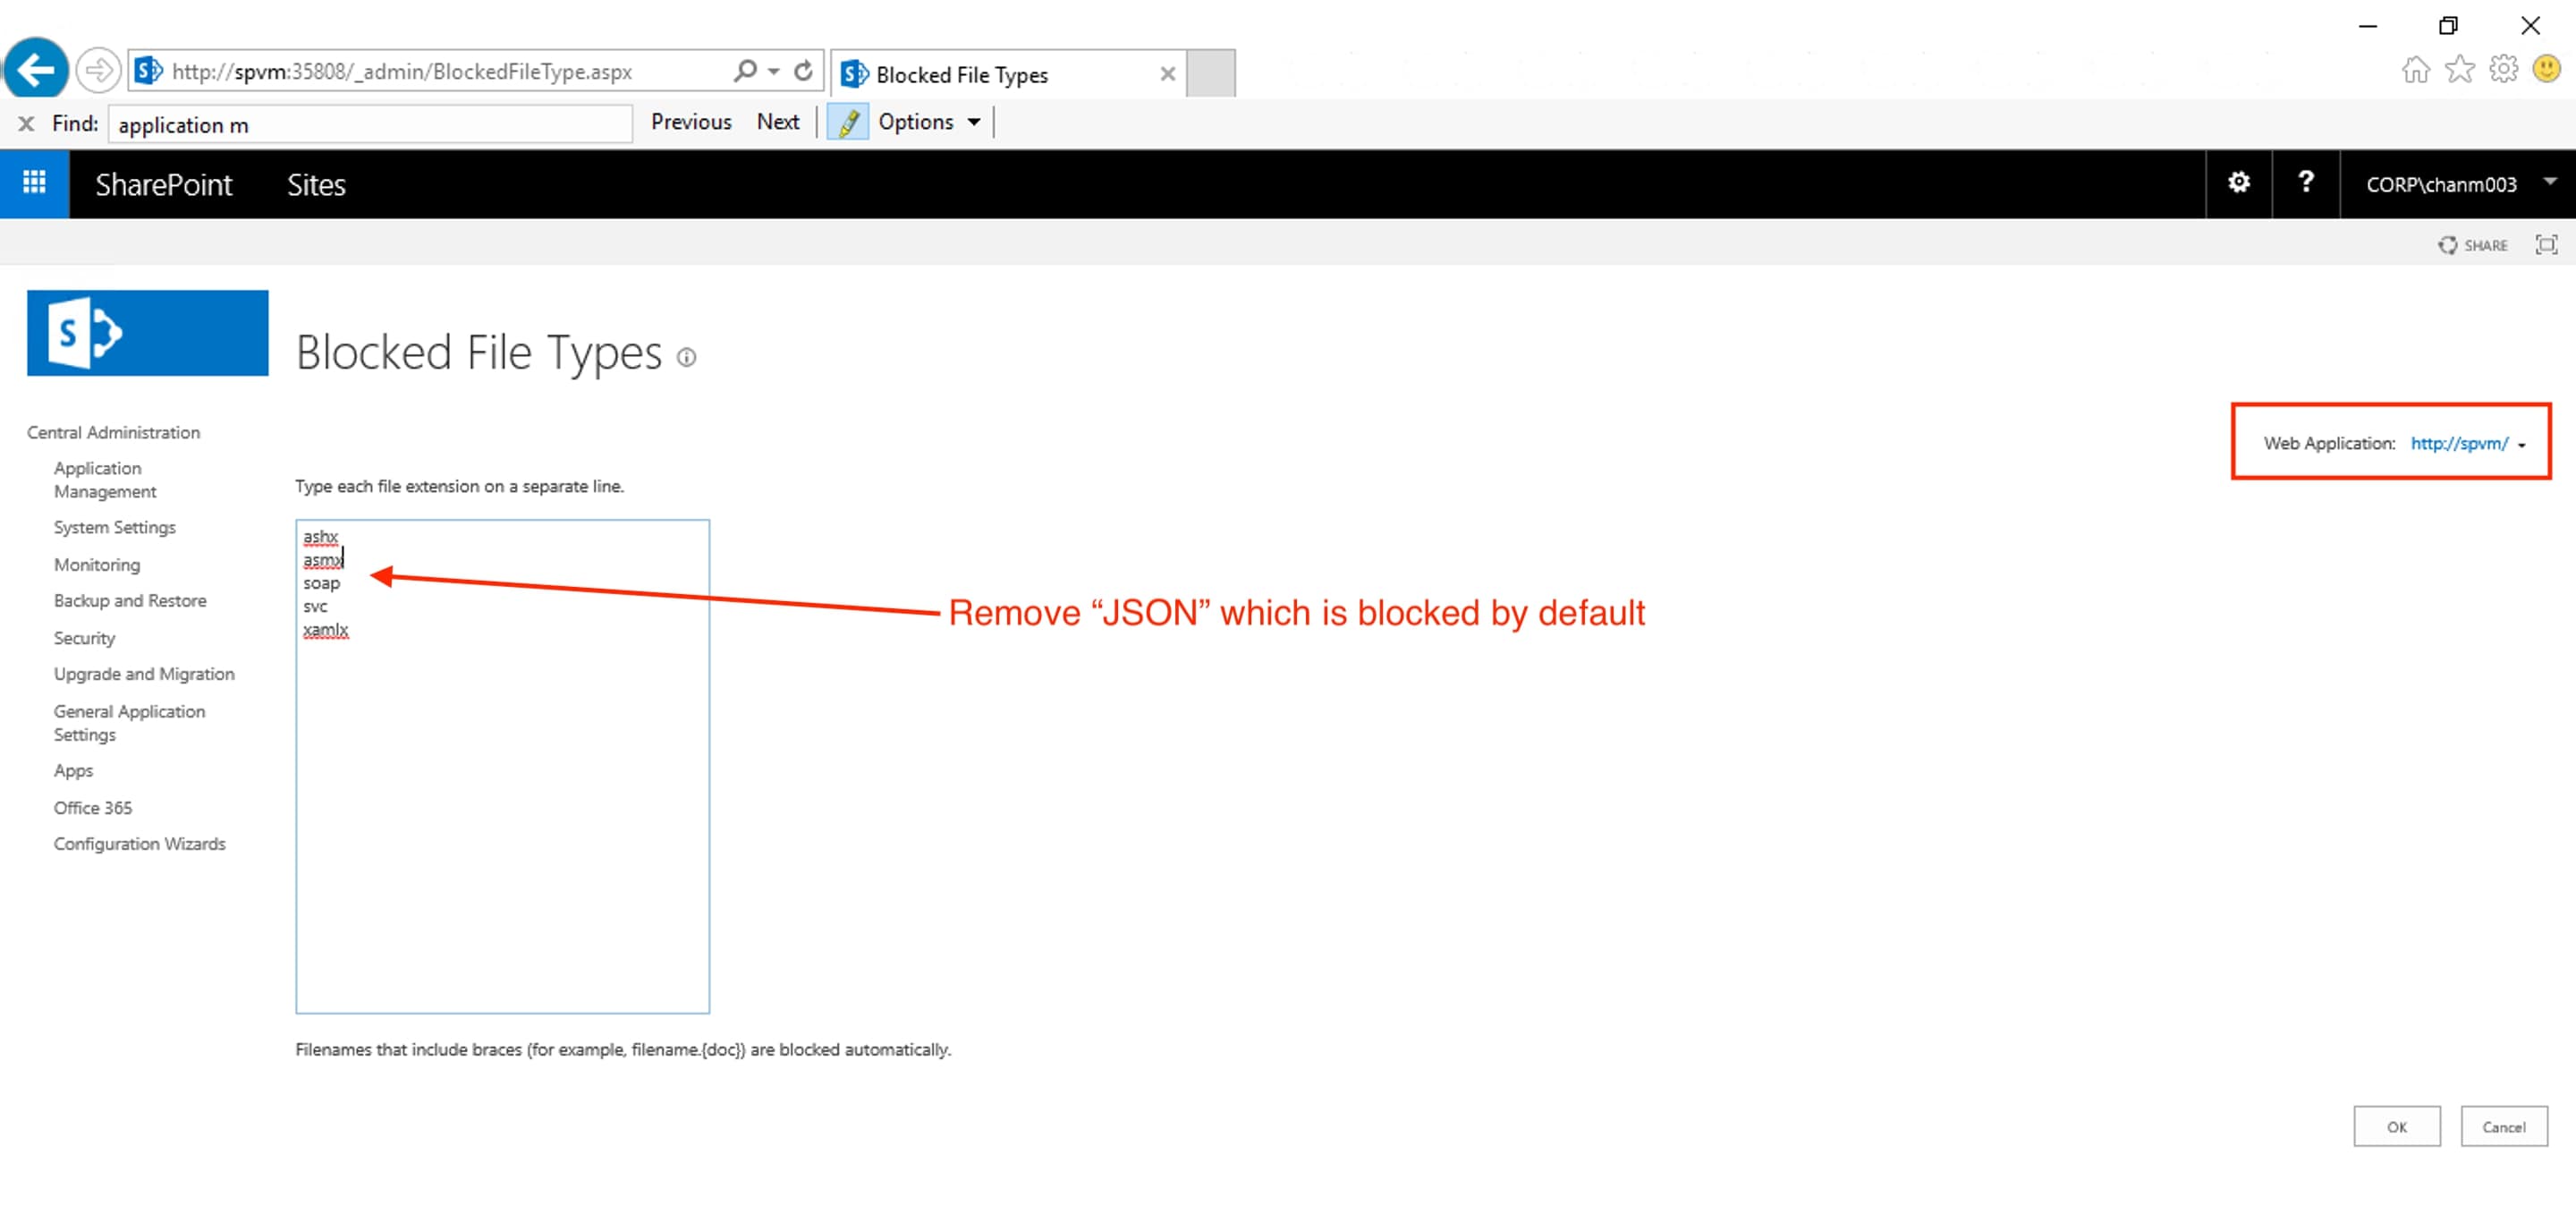 http://spvm:35808/_admin/BlockedFileType.aspx
Blocked File Types
Find: application m Previous Next Options
SharePoint Sites ? CORP\chanm003
SHARE
S
Blocked File Types
Central Administration
Application
Management
System Settings
Monitoring
Backup and Restore
Security
Upgrade and Migration
General Application
Settings
Apps
Office 365
Configuration Wizards
Web Application: http://spvm/
Type each file extension on a separate line.
ashx
asmx
soap
svc
xamlx
Remove “JSON” which is blocked by default
Filenames that include braces (for example, filename.{doc}) are blocked automatically.
OK Cancel